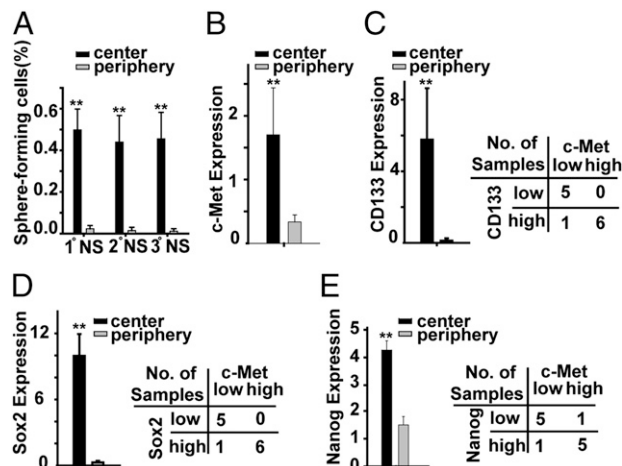 A
center
periphery
Sphere-forming cells(%)
0.6
0.4
0.2
0.0
**
**
**
1° NS 2° NS 3° NS
B
center
periphery
c-Met Expression
2
1
0
**
C
center
periphery
CD133 Expression
8
6
4
2
0
**
No. of Samples
c-Met
low high
CD133
low 5 0
high 1 6
D
center
periphery
Sox2 Expression
12
6
0
**
No. of Samples
c-Met
low high
Sox2
low 5 0
high 1 6
E
center
periphery
Nanog Expression
5
4
3
2
1
0
**
No. of Samples
c-Met
low high
Nanog
low 5 1
high 1 5